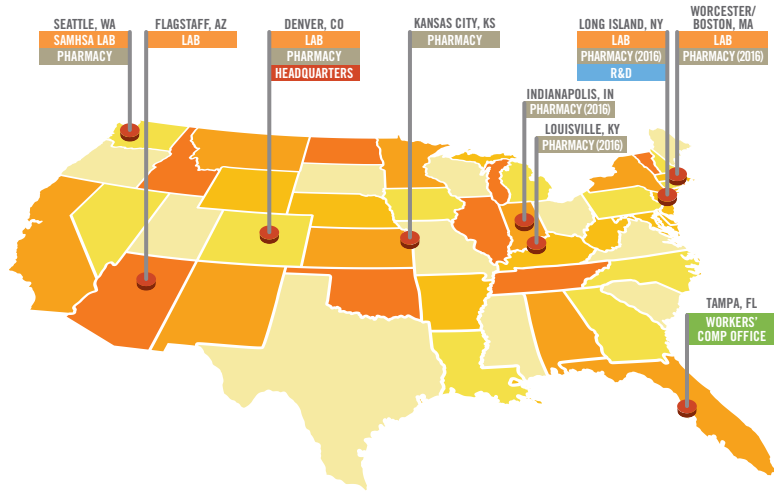 SEATTLE, WA
SAMHSA LAB
PHARMACY
FLAGSTAFF, AZ
LAB
DENVER, CO
LAB
PHARMACY
HEADQUARTERS
KANSAS CITY, KS
PHARMACY
LONG ISLAND, NY
LAB
PHARMACY (2016)
R&D
WORCESTER/
BOSTON, MA
LAB
PHARMACY (2016)
INDIANAPOLIS, IN
PHARMACY (2016)
LOUISVILLE, KY
PHARMACY (2016)
TAMPA, FL
WORKERS'
COMP OFFICE